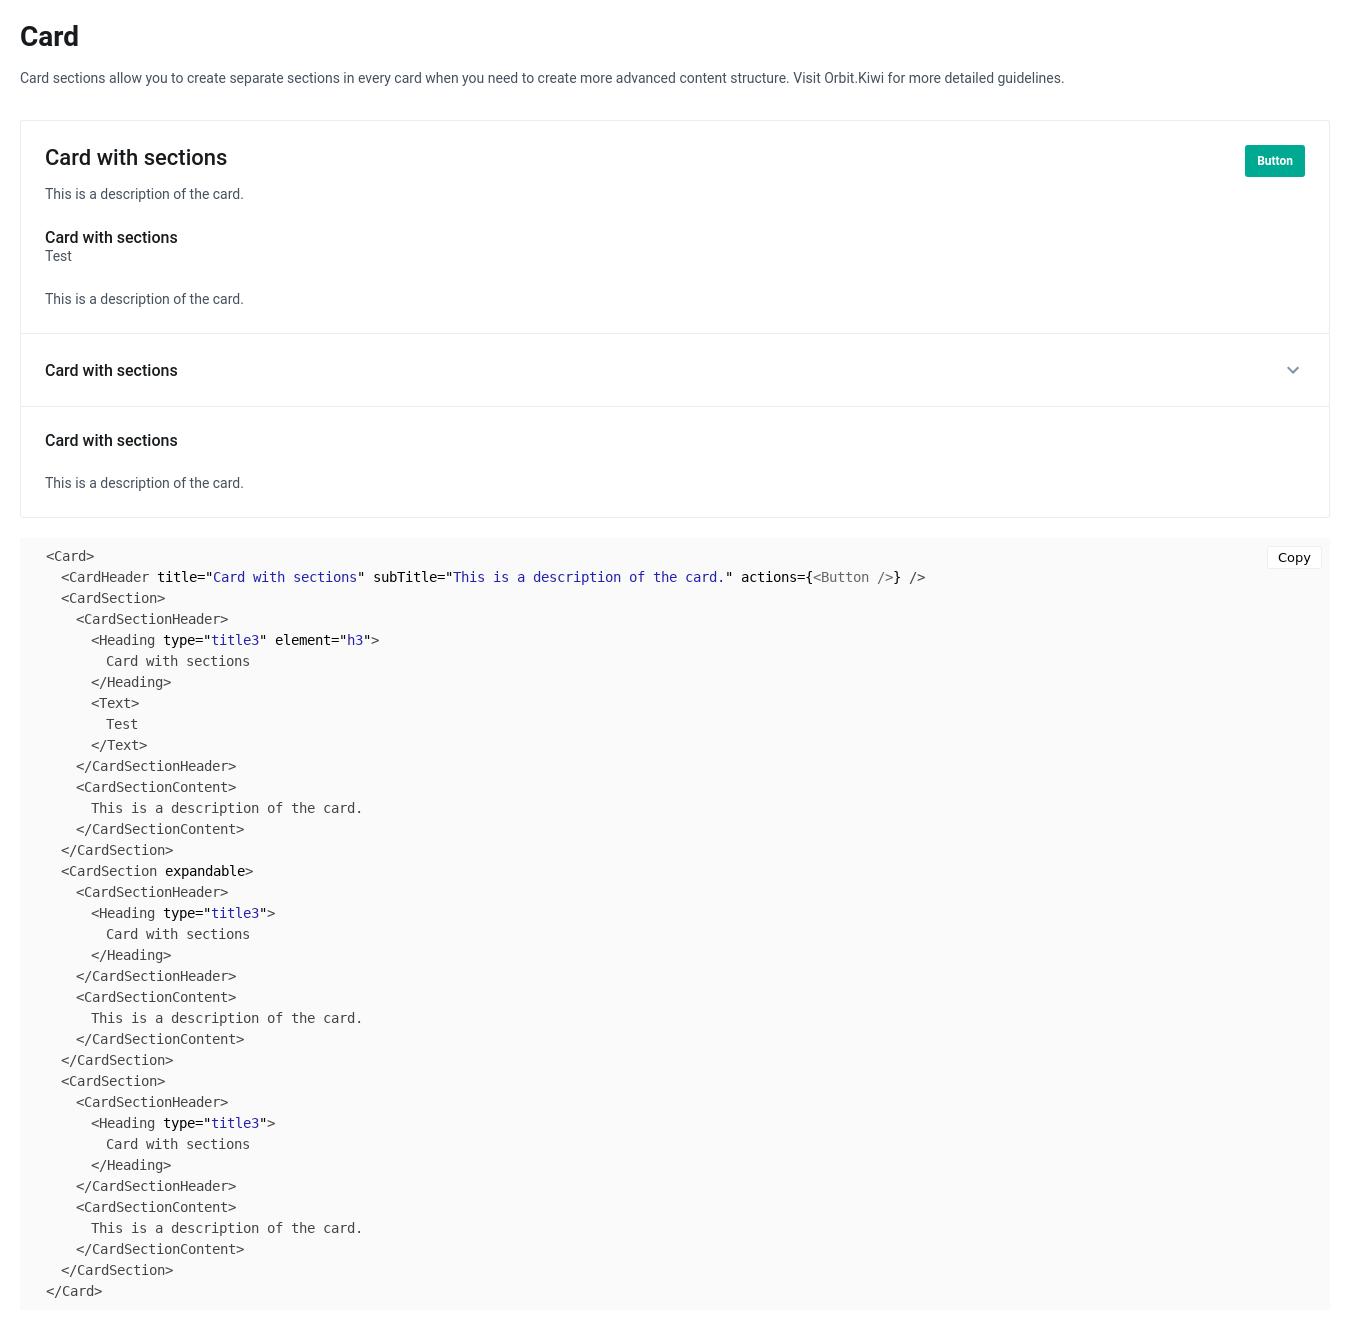 Card
Card sections allow you to create separate sections in every card when you need to create more advanced content structure. Visit Orbit.Kiwi for more detailed guidelines.
Card with sections
Button
This is a description of the card.
Card with sections
Test
This is a description of the card.
Card with sections
Card with sections
This is a description of the card.
Copy
<Card>
  <CardHeader title="Card with sections" subTitle="This is a description of the card." actions={<Button />} />
  <CardSection>
    <CardSectionHeader>
      <Heading type="title3" element="h3">
        Card with sections
      </Heading>
      <Text>
        Test
      </Text>
    </CardSectionHeader>
    <CardSectionContent>
      This is a description of the card.
    </CardSectionContent>
  </CardSection>
  <CardSection expandable>
    <CardSectionHeader>
      <Heading type="title3">
        Card with sections
      </Heading>
    </CardSectionHeader>
    <CardSectionContent>
      This is a description of the card.
    </CardSectionContent>
  </CardSection>
  <CardSection>
    <CardSectionHeader>
      <Heading type="title3">
        Card with sections
      </Heading>
    </CardSectionHeader>
    <CardSectionContent>
      This is a description of the card.
    </CardSectionContent>
  </CardSection>
</Card>